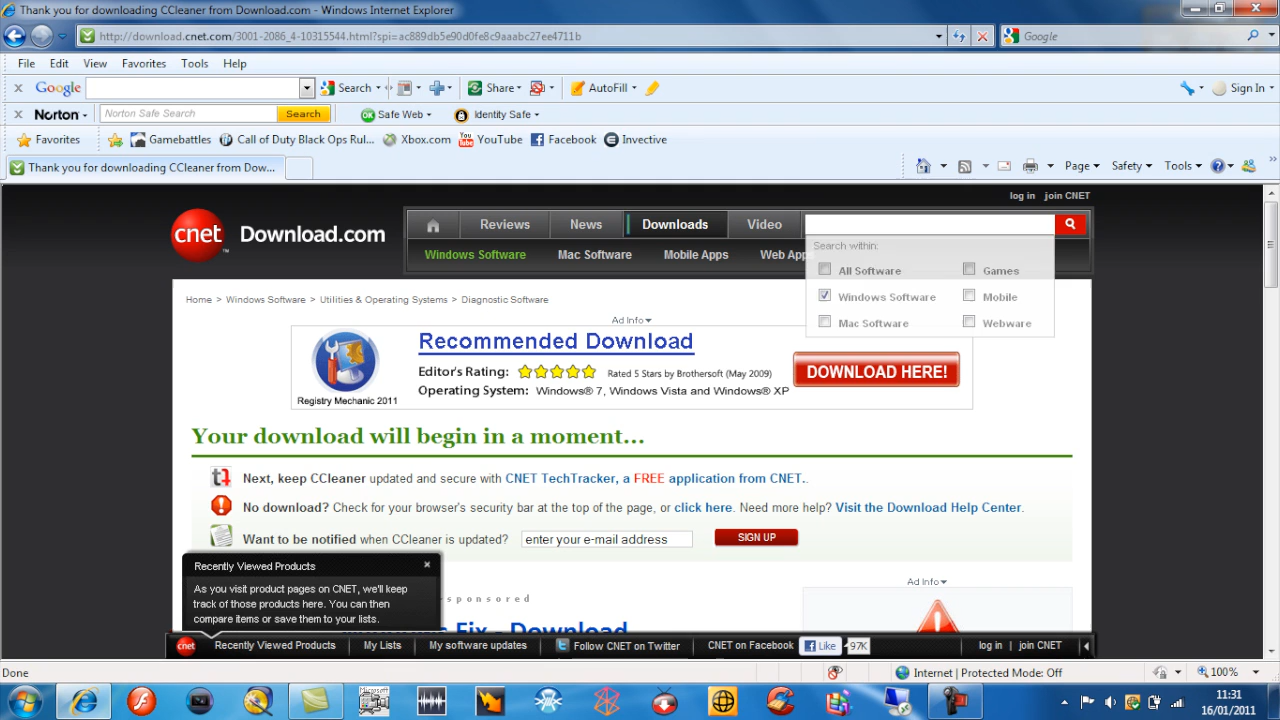 Thank you for downloading CCleaner from Download.com - Windows Internet Explorer
http://download.cnet.com/3001-2086_4-10315544.html?spi=ac889db5e90d0fe8c9aaabc27ee4711b
Google
File Edit View Favorites Tools Help
x Google Search Share AutoFill Sign In
x Norton Norton Safe Search Search OK Safe Web Identity Safe
Favorites Gamebattles Call of Duty Black Ops Rul... Xbox.com YouTube Facebook Invective
Thank you for downloading CCleaner from Dow...
Page Safety Tools
log in join CNET
cnet Download.com
Reviews News Downloads Video
Windows Software Mac Software Mobile Apps Web App
Search within:
All Software Games
Windows Software Mobile
Mac Software Webware
Home > Windows Software > Utilities & Operating Systems > Diagnostic Software
Ad Info
Recommended Download
Editor's Rating: Rated 5 Stars by Brothersoft (May 2009)
Operating System: Windows® 7, Windows Vista and Windows® XP
Registry Mechanic 2011
DOWNLOAD HERE!
Your download will begin in a moment...
Next, keep CCleaner updated and secure with CNET TechTracker, a FREE application from CNET..
No download? Check for your browser's security bar at the top of the page, or click here. Need more help? Visit the Download Help Center.
Want to be notified when CCleaner is updated? enter your e-mail address SIGN UP
Recently Viewed Products x
As you visit product pages on CNET, we'll keep
track of those products here. You can then
compare items or save them to your lists.
sponsored
Fix - Download
Ad Info
cnet Recently Viewed Products My Lists My software updates Follow CNET on Twitter CNET on Facebook Like 97K log in | join CNET
Done Internet | Protected Mode: Off 100%
11:31
16/01/2011